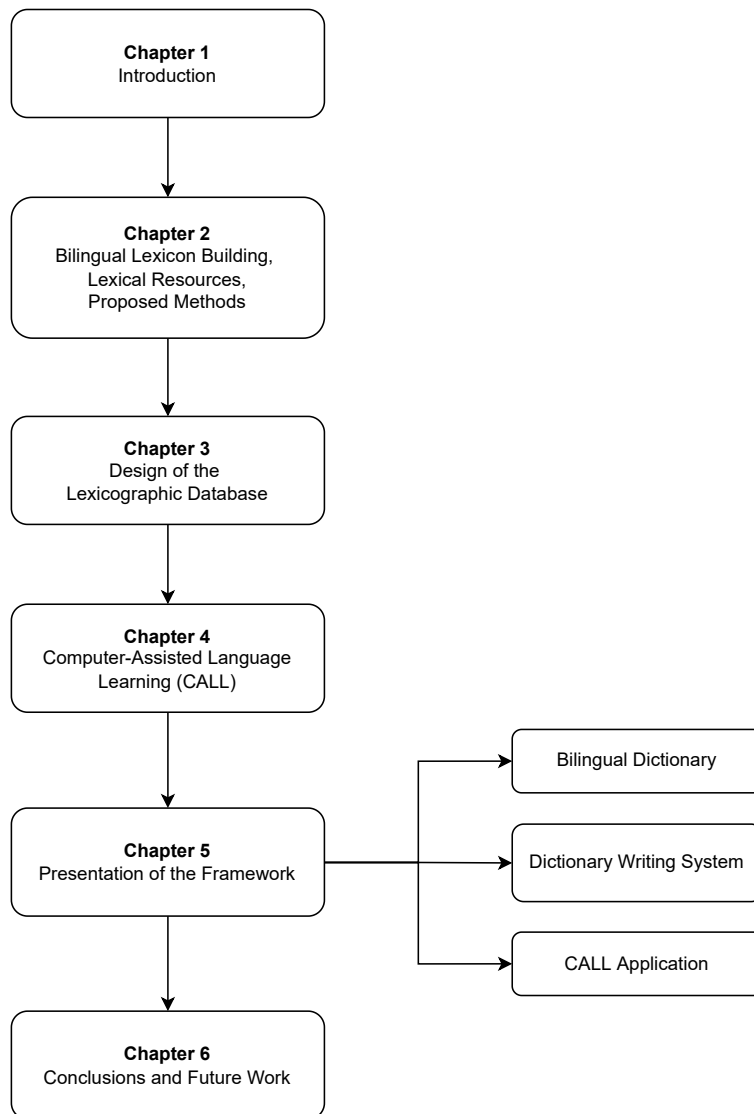 Chapter 1
Introduction
Chapter 2
Bilingual Lexicon Building,
Lexical Resources,
Proposed Methods
Chapter 3
Design of the
Lexicographic Database
Chapter 4
Computer-Assisted Language
Learning (CALL)
Chapter 5
Presentation of the Framework
Bilingual Dictionary
Dictionary Writing System
CALL Application
Chapter 6
Conclusions and Future Work